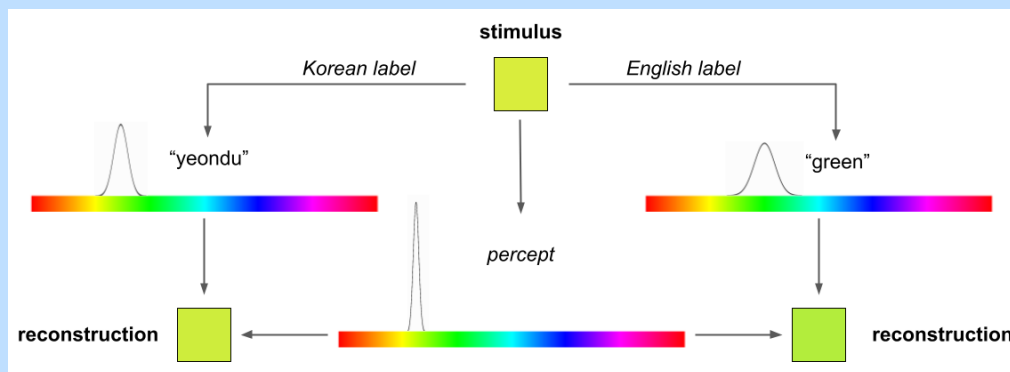 stimulus
Korean label
English label
“yeondu”
“green”
percept
reconstruction
reconstruction